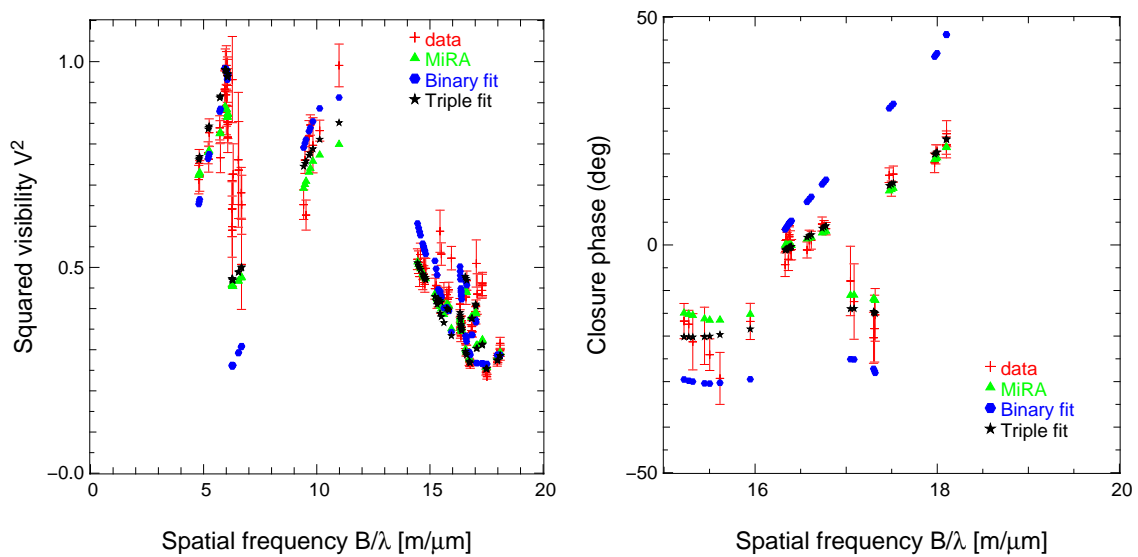 Squared visibility V²
1.0
0.5
−0.0
0
5
10
15
20
Spatial frequency B/λ [m/μm]
data
MiRA
Binary fit
Triple fit
Closure phase (deg)
50
0
−50
16
18
20
Spatial frequency B/λ [m/μm]
data
MiRA
Binary fit
Triple fit